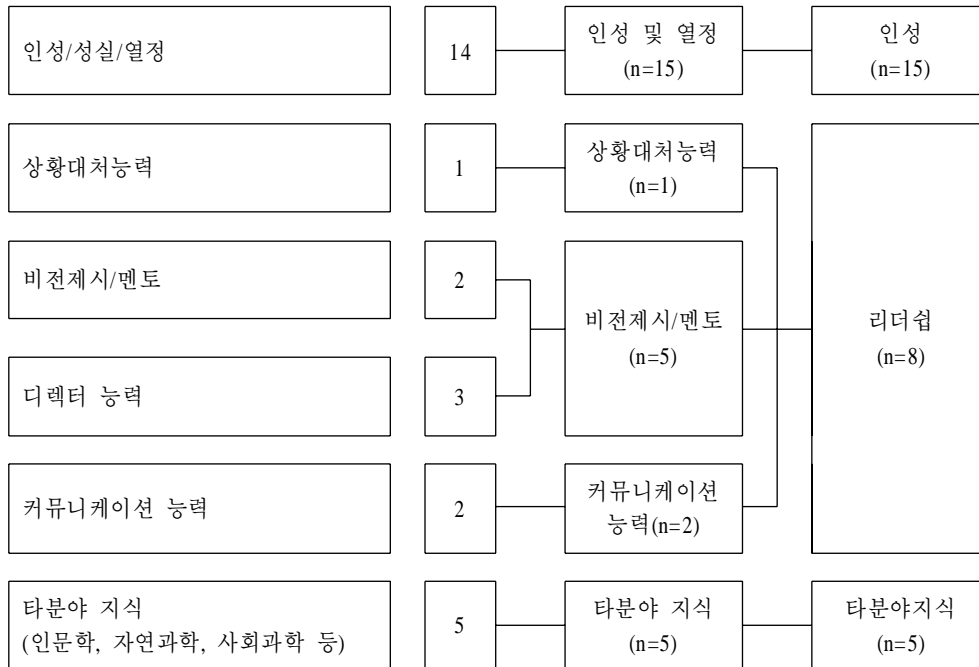 인성/성실/열정
14
인성 및 열정
(n=15)
인성
(n=15)
상황대처능력
1
상황대처능력
(n=1)
비전제시/멘토
2
비전제시/멘토
(n=5)
리더쉽
(n=8)
디렉터 능력
3
커뮤니케이션 능력
2
커뮤니케이션
능력(n=2)
타분야 지식
(인문학, 자연과학, 사회과학 등)
5
타분야 지식
(n=5)
타분야지식
(n=5)